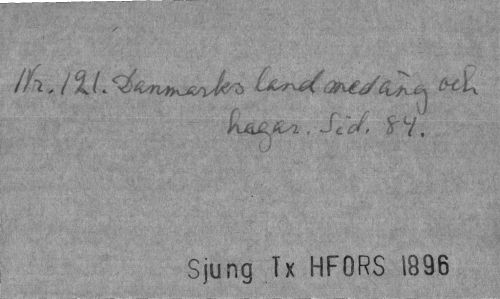 Nr. 121. Danmarks land med äng och
hagar. Sid. 84.
Sjung Tx HFORS 1896